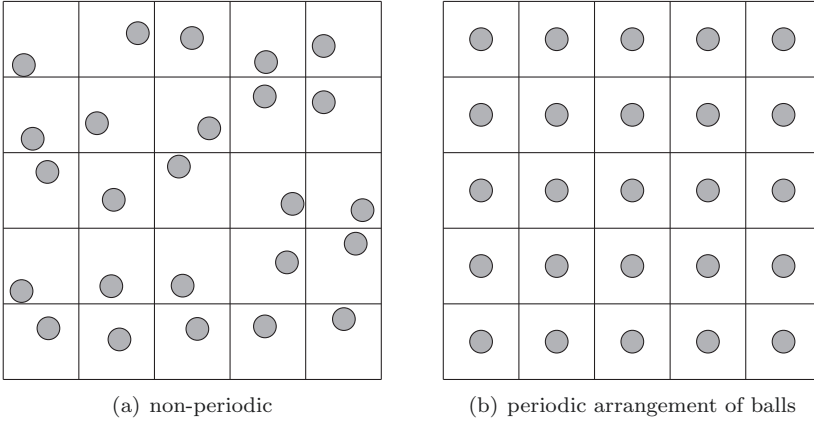 (a) non-periodic
(b) periodic arrangement of balls